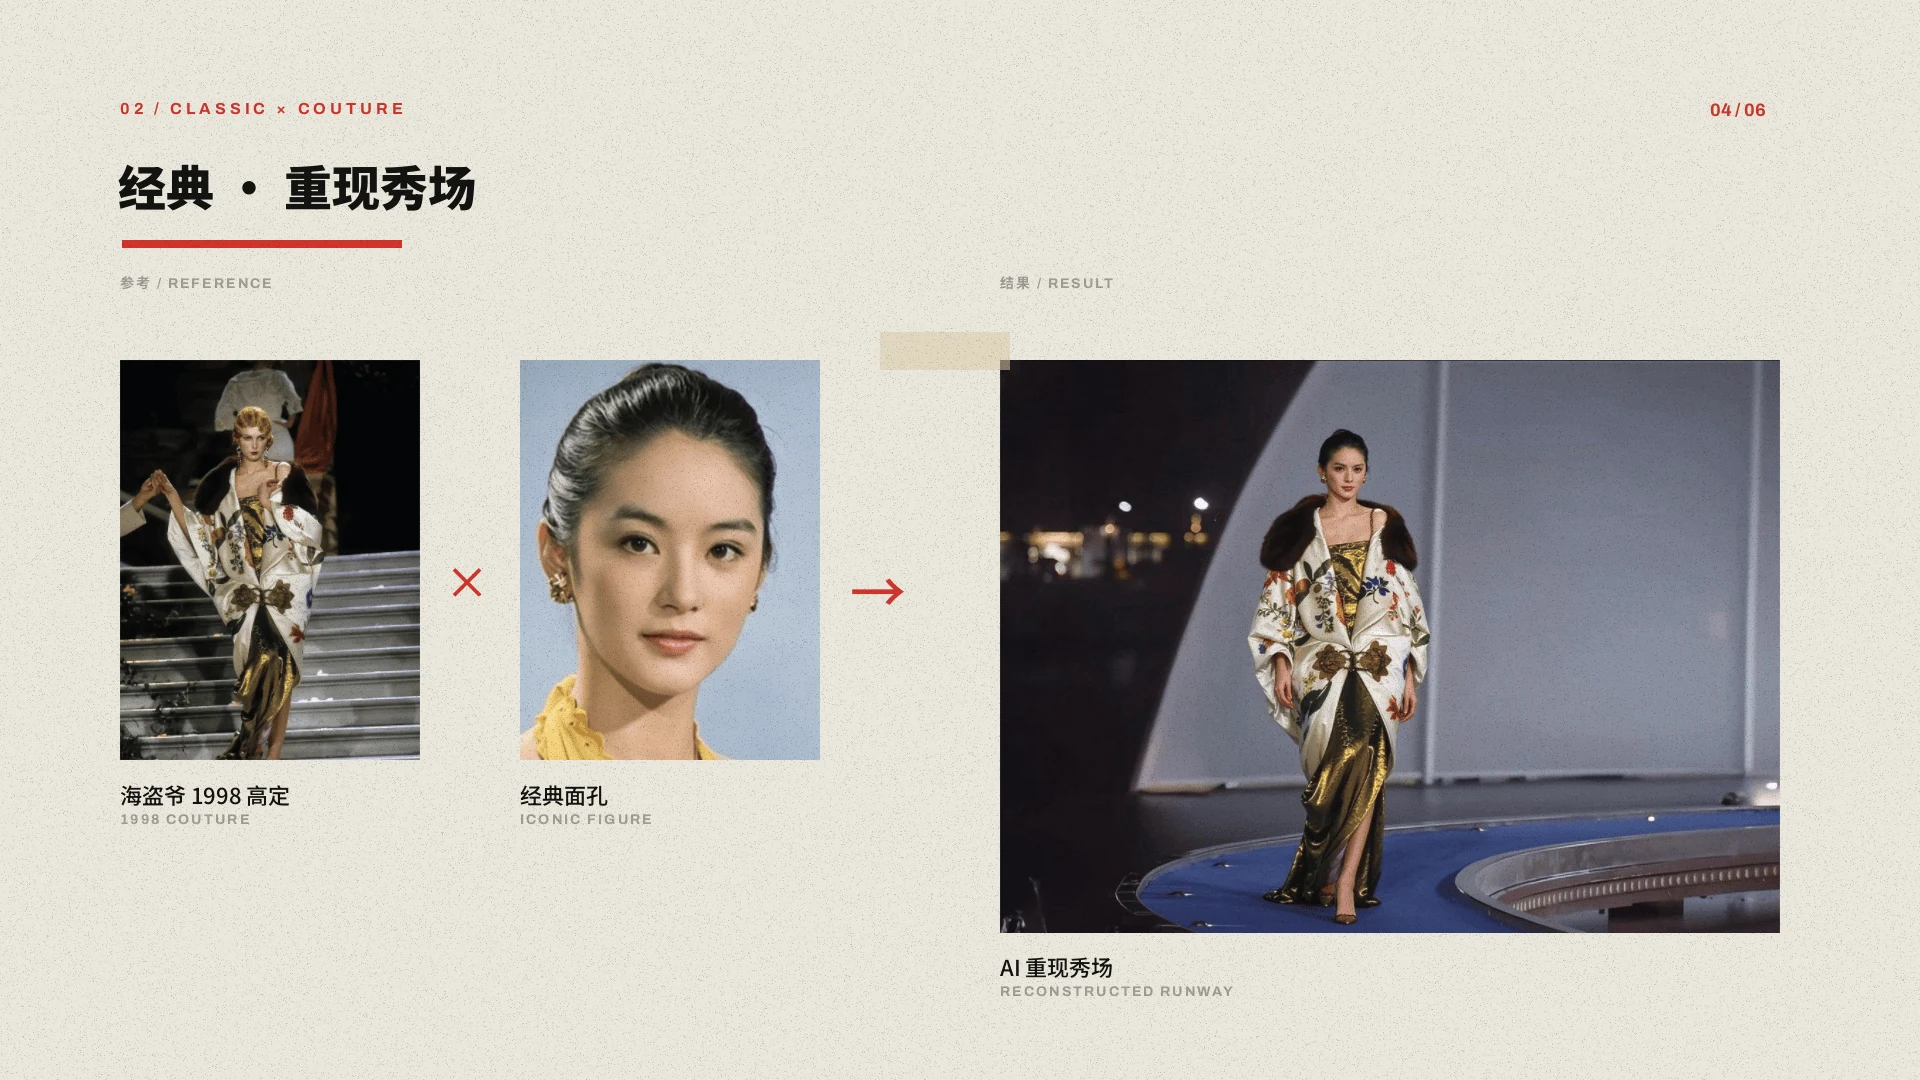 02 / CLASSIC × COUTURE
04/06
经典 · 重现秀场
参考 / REFERENCE
结果 / RESULT
海盗爷 1998 高定
1998 COUTURE
经典面孔
ICONIC FIGURE
AI 重现秀场
RECONSTRUCTED RUNWAY